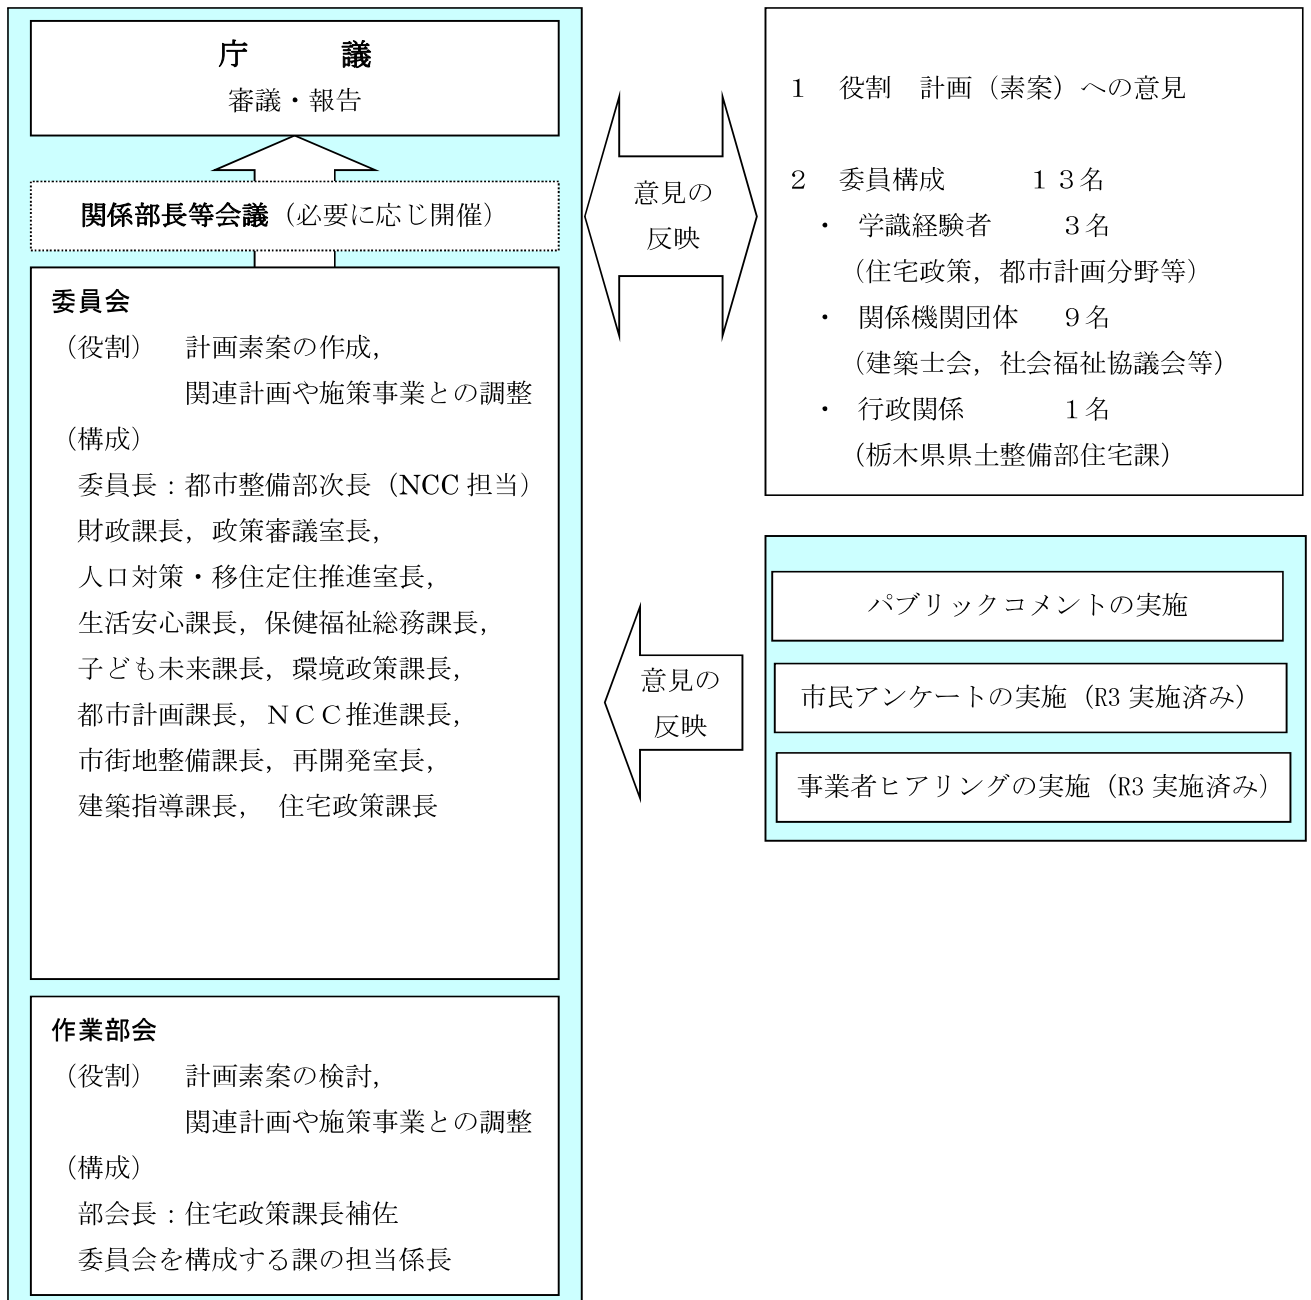 庁　　　議
審議・報告
関係部長等会議（必要に応じ開催）
委員会
（役割）　計画素案の作成，
関連計画や施策事業との調整
（構成）
委員長：都市整備部次長（NCC 担当）
財政課長，政策審議室長，
人口対策・移住定住推進室長，
生活安心課長，保健福祉総務課長，
子ども未来課長，環境政策課長，
都市計画課長，ＮＣＣ推進課長，
市街地整備課長，再開発室長，
建築指導課長，　住宅政策課長
作業部会
（役割）　計画素案の検討，
関連計画や施策事業との調整
（構成）
部会長：住宅政策課長補佐
委員会を構成する課の担当係長
意見の
反映
１　役割　計画（素案）への意見
２　委員構成　　　１３名
・　学識経験者　　　３名
（住宅政策，都市計画分野等）
・　関係機関団体　　９名
（建築士会，社会福祉協議会等）
・　行政関係　　　　１名
（栃木県県土整備部住宅課）
意見の
反映
パブリックコメントの実施
市民アンケートの実施（R3 実施済み）
事業者ヒアリングの実施（R3 実施済み）